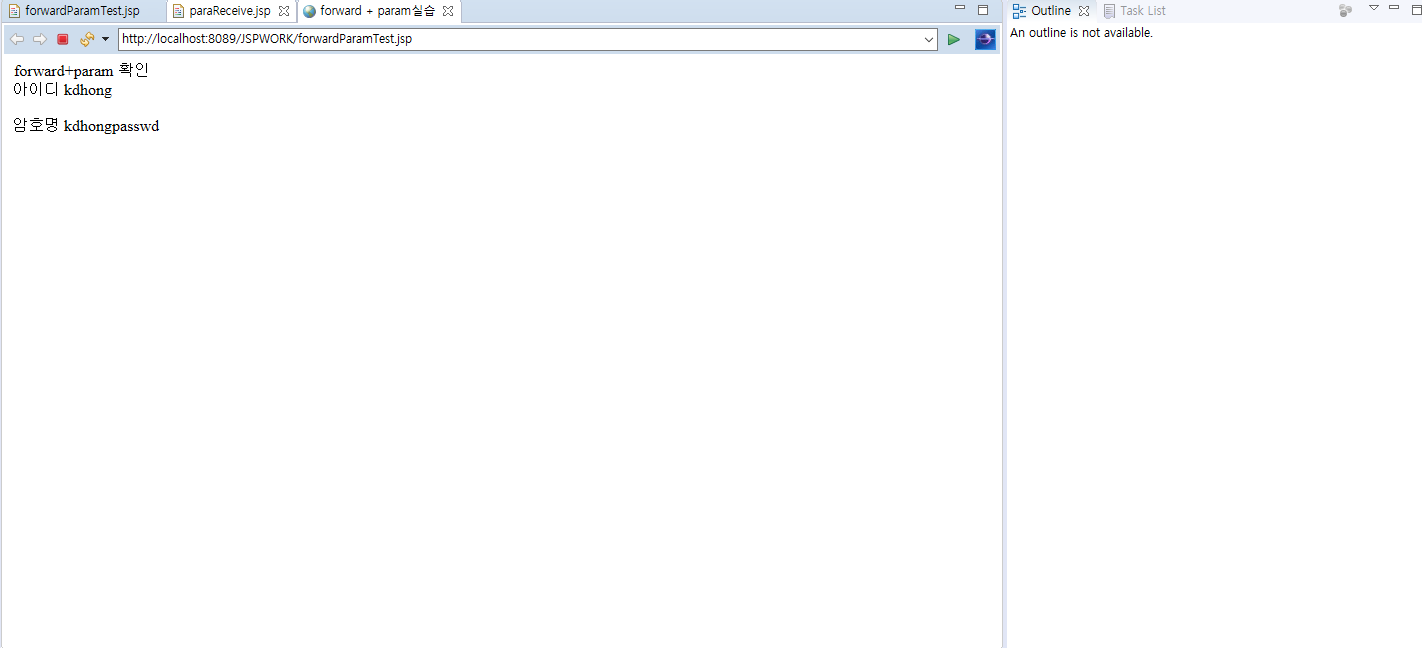 forwardParamTest.jsp
paraReceive.jsp
forward + param실습
Outline
Task List
http://localhost:8089/JSPWORK/forwardParamTest.jsp
An outline is not available.
forward+param 확인
아이디 kdhong
암호명 kdhongpasswd